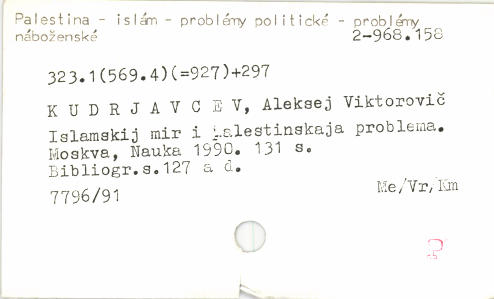 Palestina - islám - problémy politické - problémy
náboženské 2-968.158
323.1(569.4)(=927)+297
K U D R J A V C E V, Aleksej Viktorovič
Islamskij mir i palestinskaja problema.
Moskva, Nauka 1990. 131 s.
Bibliogr.s.127 a d.
7796/91 Me/Vr,Km